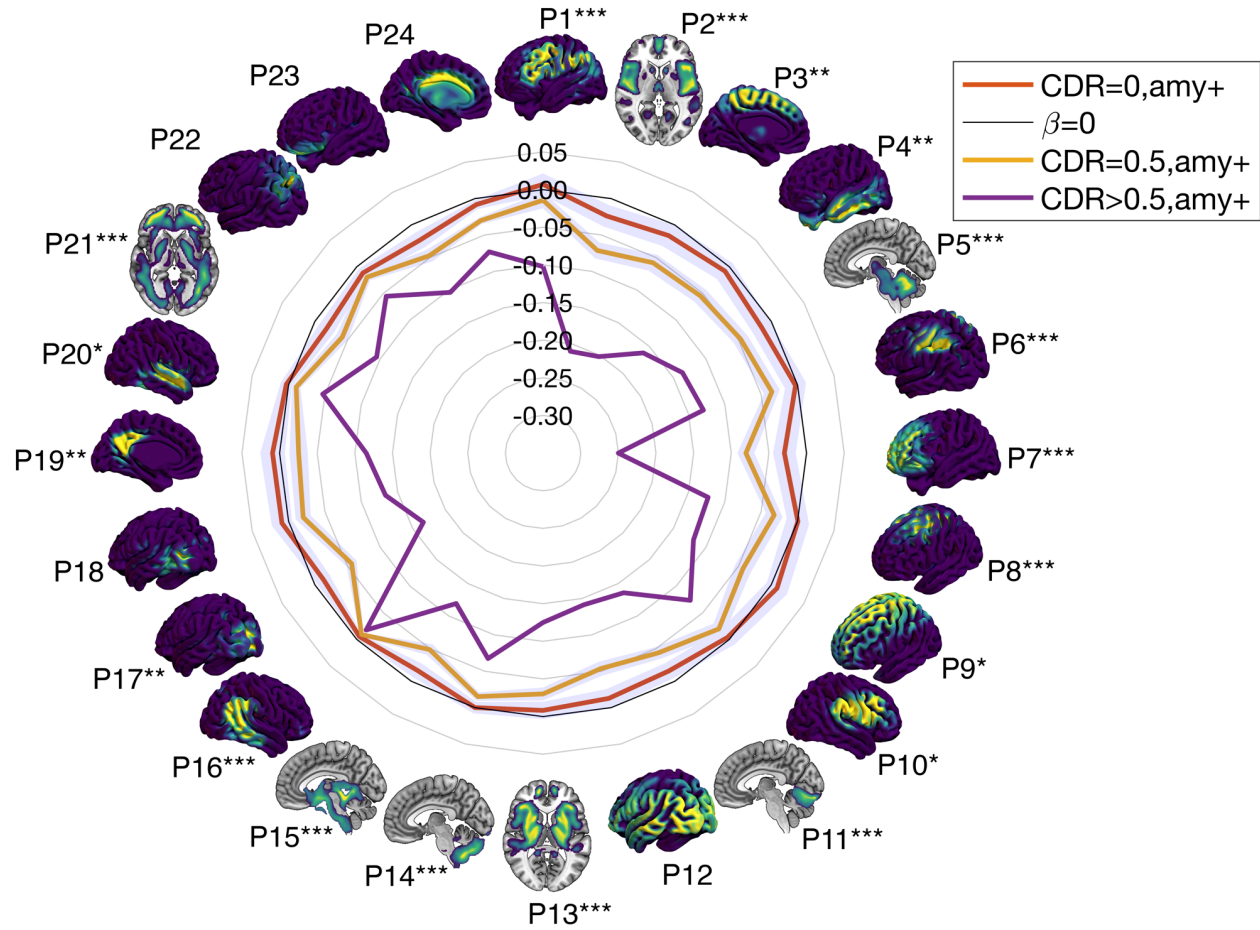 P1***
P2***
P3**
P4**
P5***
P6***
P7***
P8***
P9*
P10*
P11***
P12
P13***
P14***
P15***
P16***
P17**
P18
P19**
P20*
P21***
P22
P23
P24
0.05
0.00
-0.05
-0.10
-0.15
-0.20
-0.25
-0.30
CDR=0,amy+
β=0
CDR=0.5,amy+
CDR>0.5,amy+